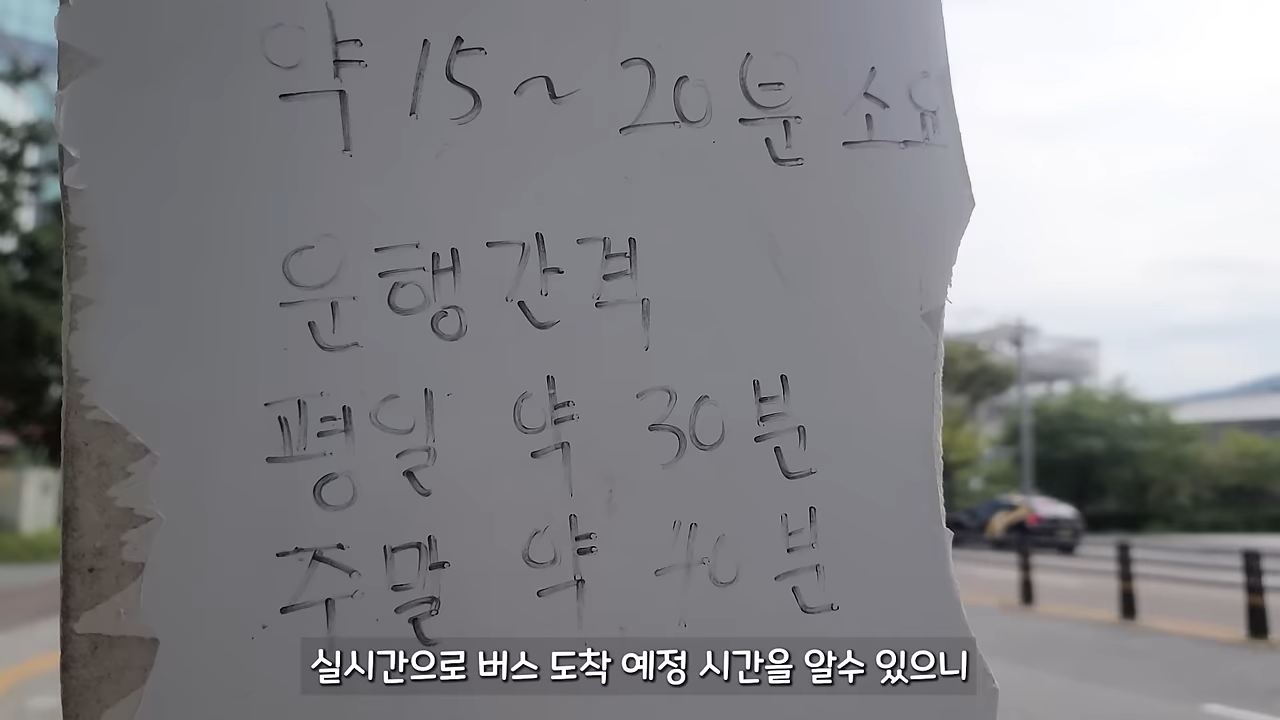 약 15~20분 소요
운행간격
평일 약 30분
주말 약 40분
실시간으로 버스 도착 예정 시간을 알수 있으니